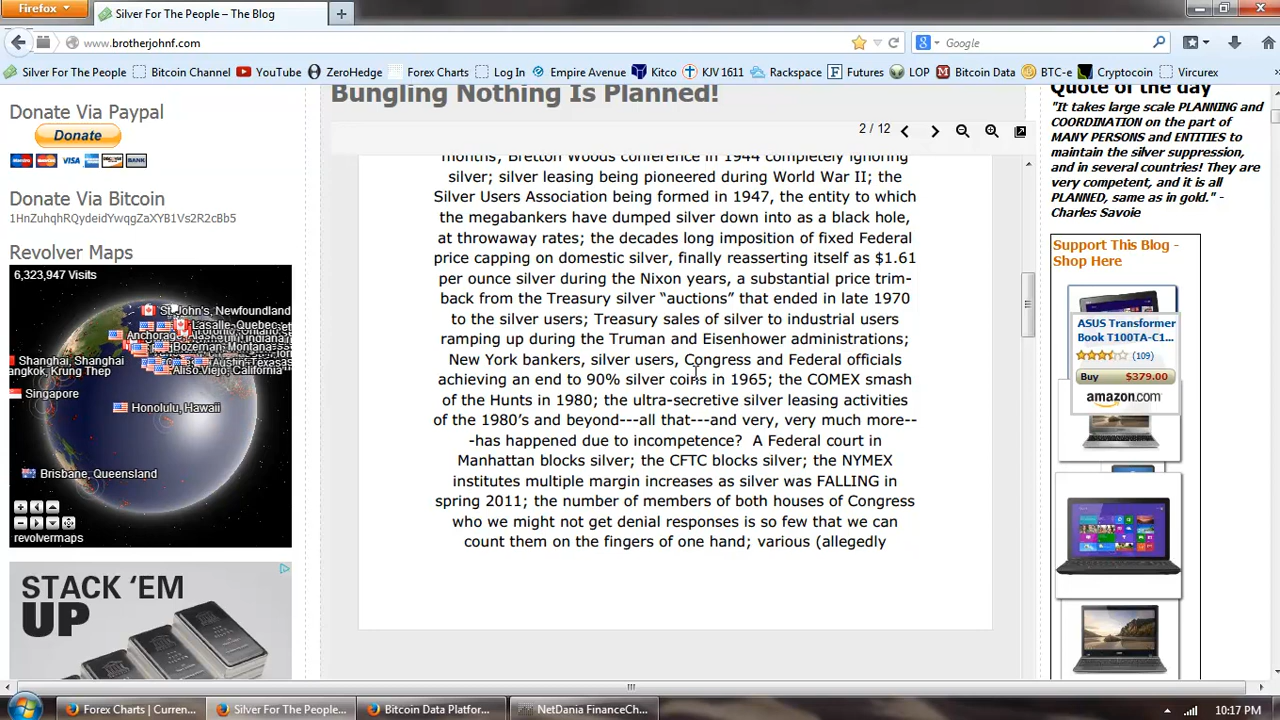 Firefox
Silver For The People – The Blog
www.brotherjohnf.com
Google
Silver For The People
Bitcoin Channel
YouTube
ZeroHedge
Forex Charts
Log In
Empire Avenue
Kitco
KJV 1611
Rackspace
Futures
LOP
Bitcoin Data
BTC-e
Cryptocoin
Vircurex
Donate Via Paypal
Donate
VISA
BANK
Donate Via Bitcoin
1HnZuhqhRQydeidYwqgZaXYB1Vs2R2cBb5
Revolver Maps
6,323,947 Visits
St. John's, Newfoundland
Lasalle, Quebec
Shanghai, Shanghai
Singapore
Honolulu, Hawaii
Aliso Viejo, California
Brisbane, Queensland
revolvermaps
STACK ‘EM
UP
Bungling Nothing Is Planned!
2 / 12
months; Bretton Woods conference in 1944 completely ignoring
silver; silver leasing being pioneered during World War II; the
Silver Users Association being formed in 1947, the entity to which
the megabankers have dumped silver down into as a black hole,
at throwaway rates; the decades long imposition of fixed Federal
price capping on domestic silver, finally reasserting itself as $1.61
per ounce silver during the Nixon years, a substantial price trim-
back from the Treasury silver “auctions” that ended in late 1970
to the silver users; Treasury sales of silver to industrial users
ramping up during the Truman and Eisenhower administrations;
New York bankers, silver users, Congress and Federal officials
achieving an end to 90% silver coins in 1965; the COMEX smash
of the Hunts in 1980; the ultra-secretive silver leasing activities
of the 1980’s and beyond---all that---and very, very much more--
-has happened due to incompetence?  A Federal court in
Manhattan blocks silver; the CFTC blocks silver; the NYMEX
institutes multiple margin increases as silver was FALLING in
spring 2011; the number of members of both houses of Congress
who we might not get denial responses is so few that we can
count them on the fingers of one hand; various (allegedly
Quote of the day
"It takes large scale PLANNING and
COORDINATION on the part of
MANY PERSONS and ENTITIES to
maintain the silver suppression,
and in several countries! They are
very competent, and it is all
PLANNED, same as in gold." -
Charles Savoie
Support This Blog -
Shop Here
ASUS Transformer
Book T100TA-C1...
(109)
Buy
$379.00
amazon.com
Forex Charts | Curren...
Silver For The People...
Bitcoin Data Platfor...
NetDania FinanceCh...
10:17 PM